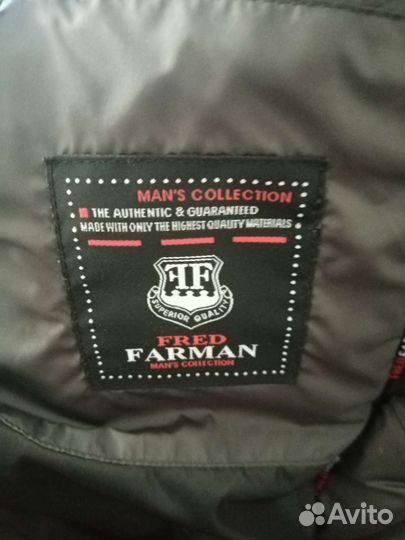 MAN'S COLLECTION
THE AUTHENTIC & GUARANTEED
MADE WITH ONLY THE HIGHEST QUALITY MATERIALS
FF
SUPERIOR QUALITY
FRED
FARMAN
MAN'S COLLECTION
Avito